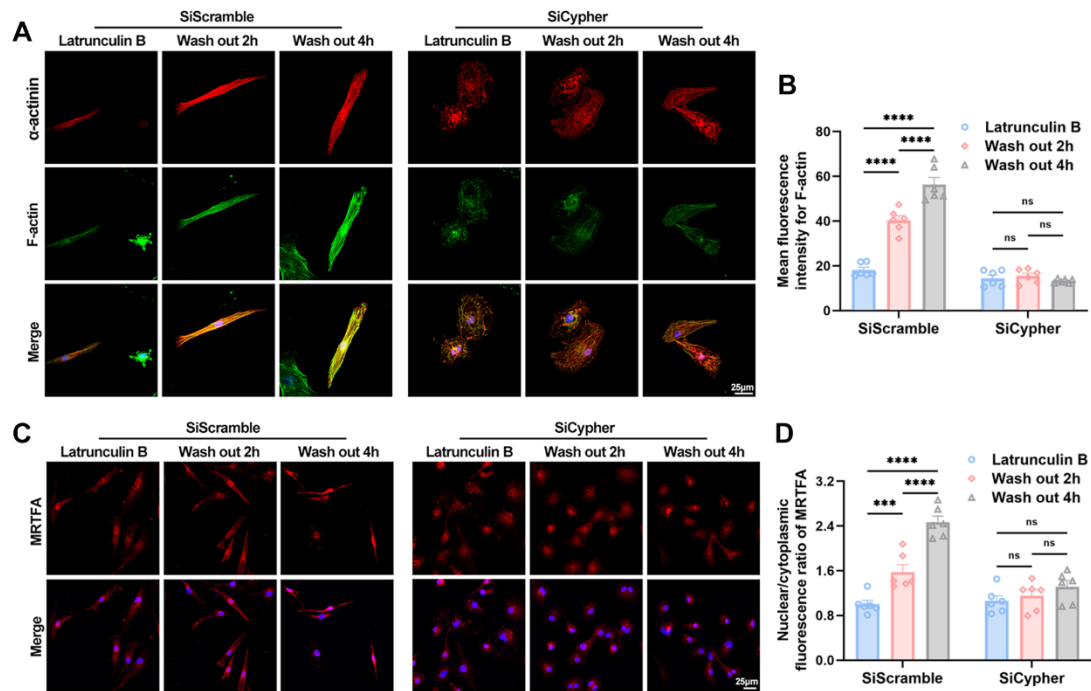 A
SiScramble
SiCypher
Latrunculin B
Wash out 2h
Wash out 4h
Latrunculin B
Wash out 2h
Wash out 4h
α-actinin
F-actin
Merge
25μm
B
Mean fluorescence
intensity for F-actin
80
60
40
20
0
Latrunculin B
Wash out 2h
Wash out 4h
****
****
****
ns
ns
ns
SiScramble
SiCypher
C
SiScramble
SiCypher
Latrunculin B
Wash out 2h
Wash out 4h
Latrunculin B
Wash out 2h
Wash out 4h
MRTFA
Merge
25μm
D
Nuclear/cytoplasmic
fluorescence ratio of MRTFA
3.2
2.4
1.6
0.8
0.0
Latrunculin B
Wash out 2h
Wash out 4h
****
***
****
ns
ns
ns
SiScramble
SiCypher